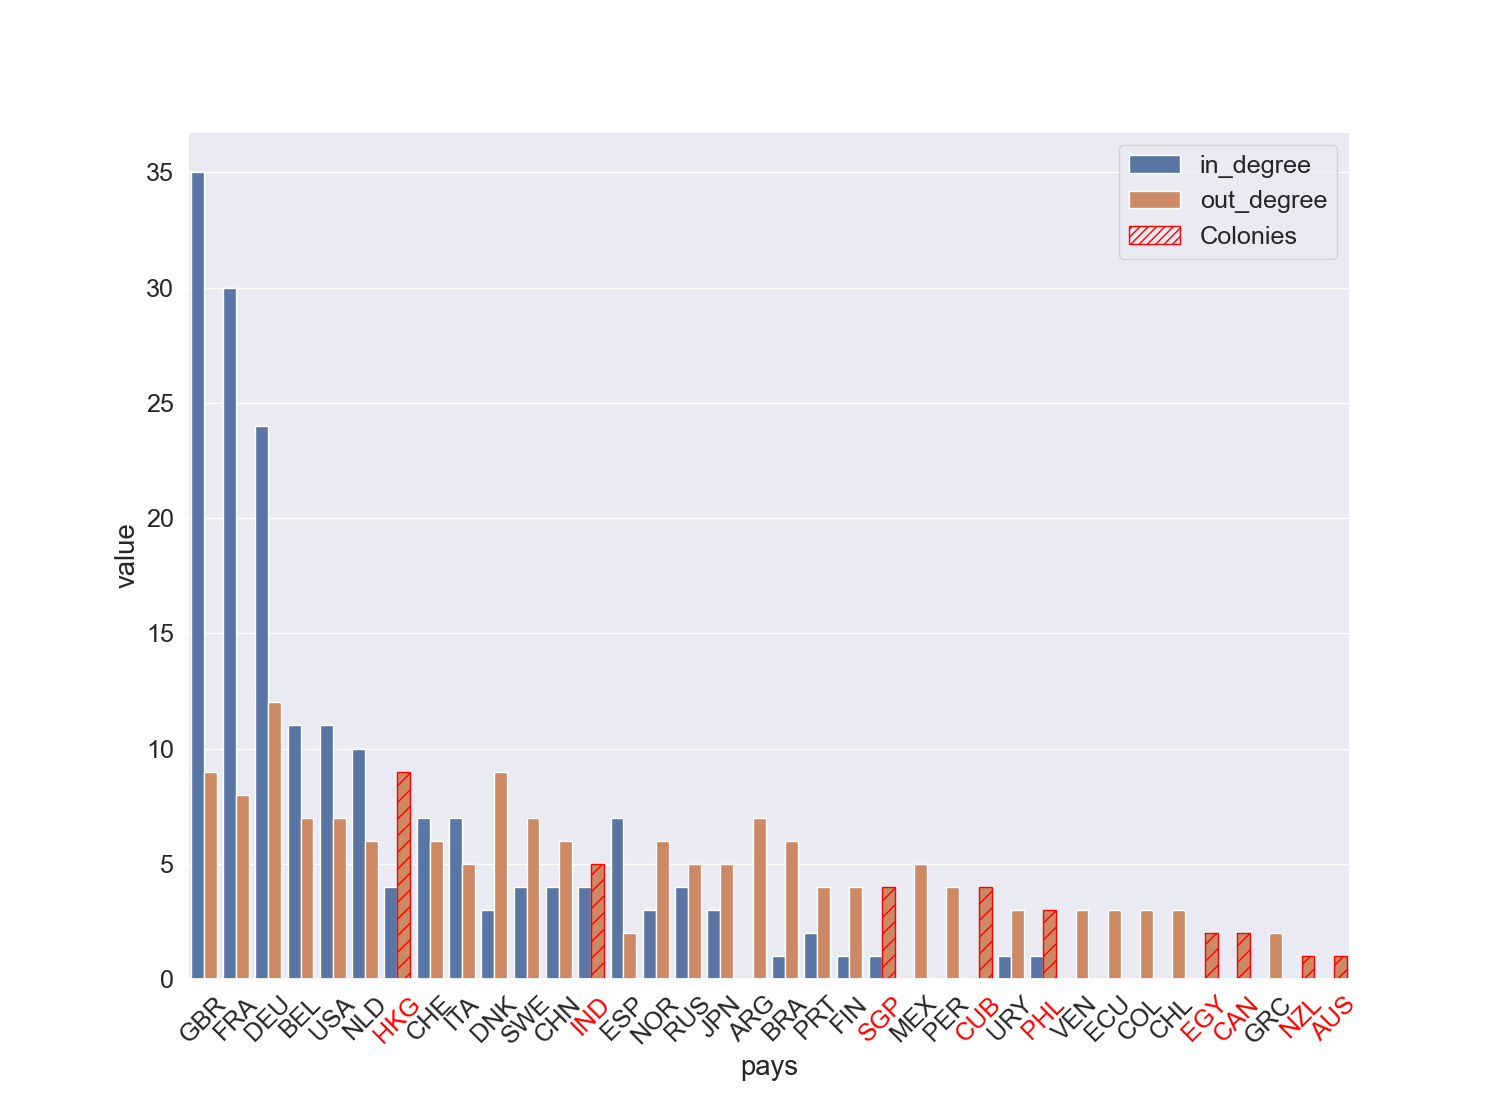 in_degree
out_degree
Colonies
35
30
25
20
15
10
5
0
value
GBR FRA DEU BEL USA NLD HKG CHE ITA DNK SWE CHN IND ESP NOR RUS JPN ARG BRA PRT FIN SGP MEX PER CUB URY PHL VEN ECU COL CHL EGY CAN GRC NZL AUS
pays